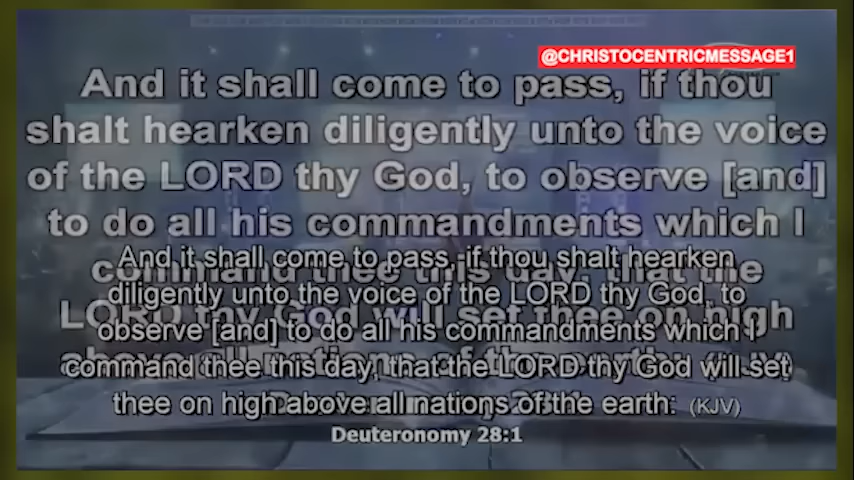 @CHRISTOCENTRICMESSAGE1
And it shall come to pass, if thou
shalt hearken diligently unto the voice
of the LORD thy God, to observe [and]
to do all his commandments which I
command thee this day, that the
LORD thy God will set thee on high
above all nations of the earth:
And it shall come to pass, if thou shalt hearken
diligently unto the voice of the LORD thy God, to
observe [and] to do all his commandments which I
command thee this day, that the LORD thy God will set
thee on high above all nations of the earth: (KJV)
Deuteronomy 28:1